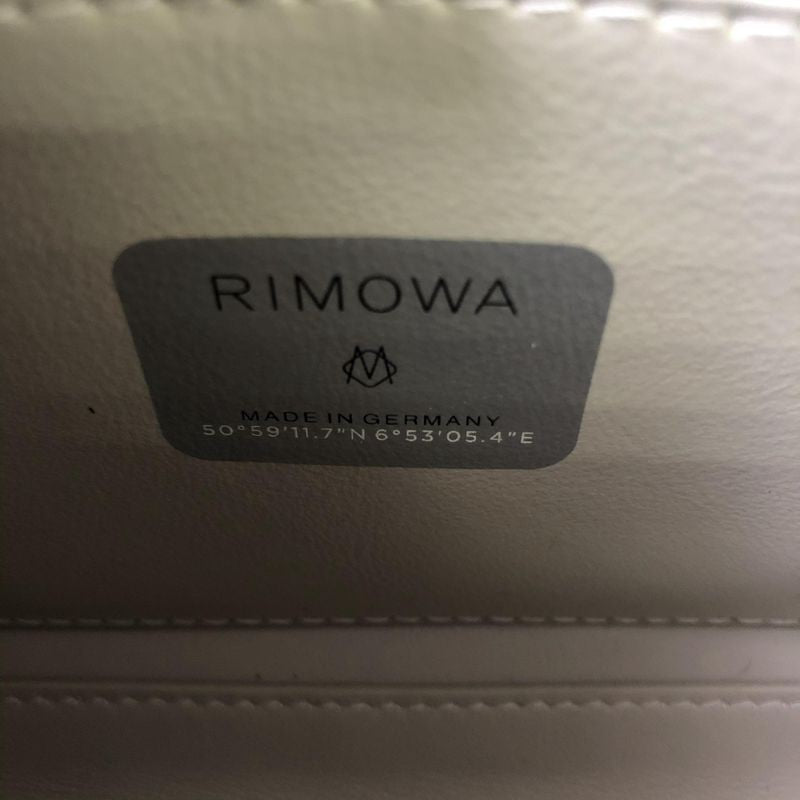 RIMOWA
MADE IN GERMANY
50°59'11.7"N 6°53'05.4"E